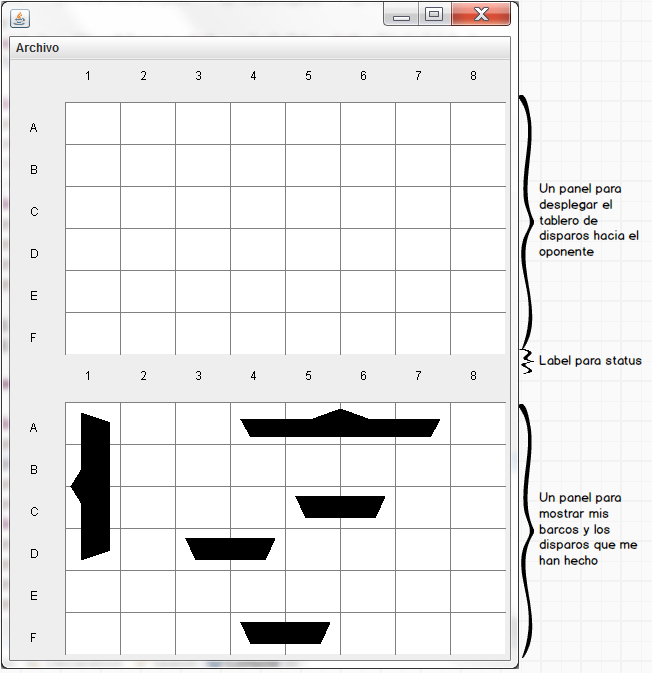 Archivo
1 2 3 4 5 6 7 8
A
B
C
D
E
F
Un panel para
desplegar el
tablero de
disparos hacia el
oponente
Label para status
1 2 3 4 5 6 7 8
A
B
C
D
E
F
Un panel para
mostrar mis
barcos y los
disparos que me
han hecho